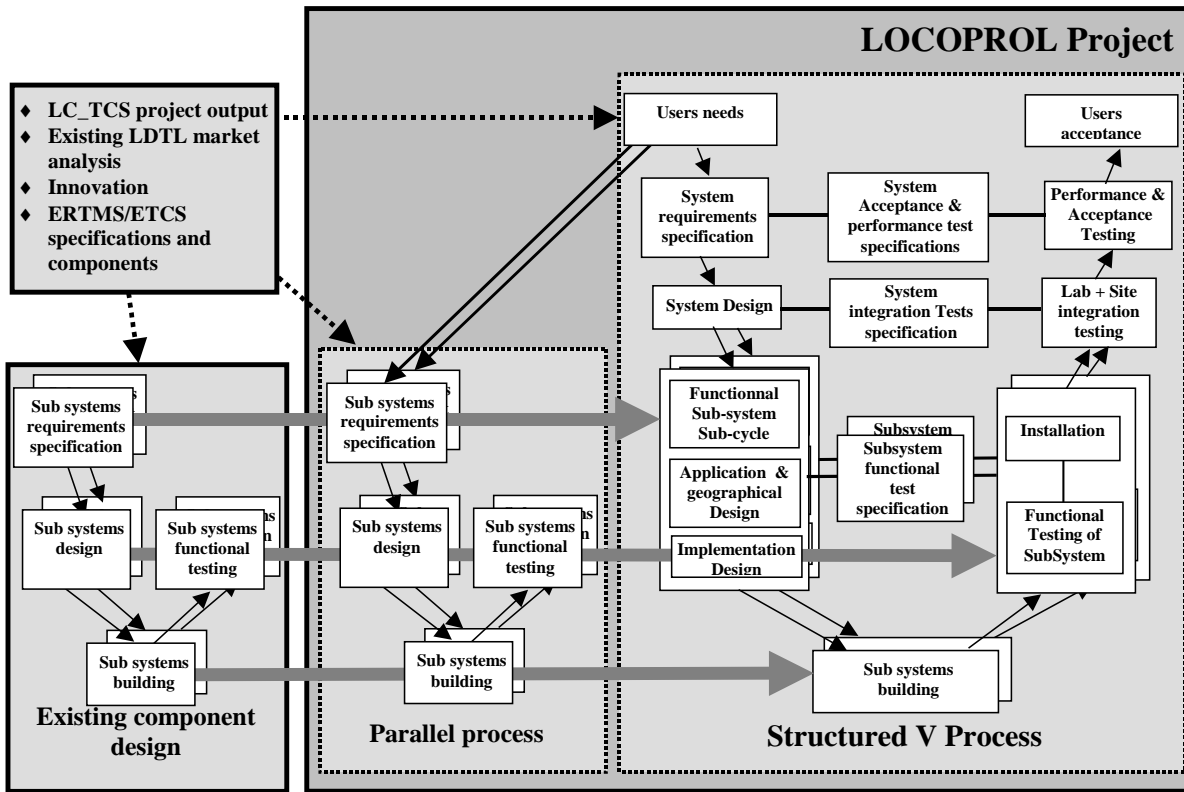 LOCOPROL Project
♦ LC_TCS project output
♦ Existing LDTL market
analysis
♦ Innovation
♦ ERTMS/ETCS
specifications and
components
Users needs
Users
acceptance
System
requirements
specification
System
Acceptance &
performance test
specifications
Performance &
Acceptance
Testing
System Design
System
integration Tests
specification
Lab + Site
integration
testing
Sub systems
requirements
specification
Sub systems
requirements
specification
Functionnal
Sub-system
Sub-cycle
Application &
geographical
Design
Implementation
Design
Subsystem
Subsystem
functional
test
specification
Installation
Functional
Testing of
SubSystem
Sub systems
design
Sub systems
functional
testing
Sub systems
design
Sub systems
functional
testing
Sub systems
building
Sub systems
building
Sub systems
building
Existing component
design
Parallel process
Structured V Process